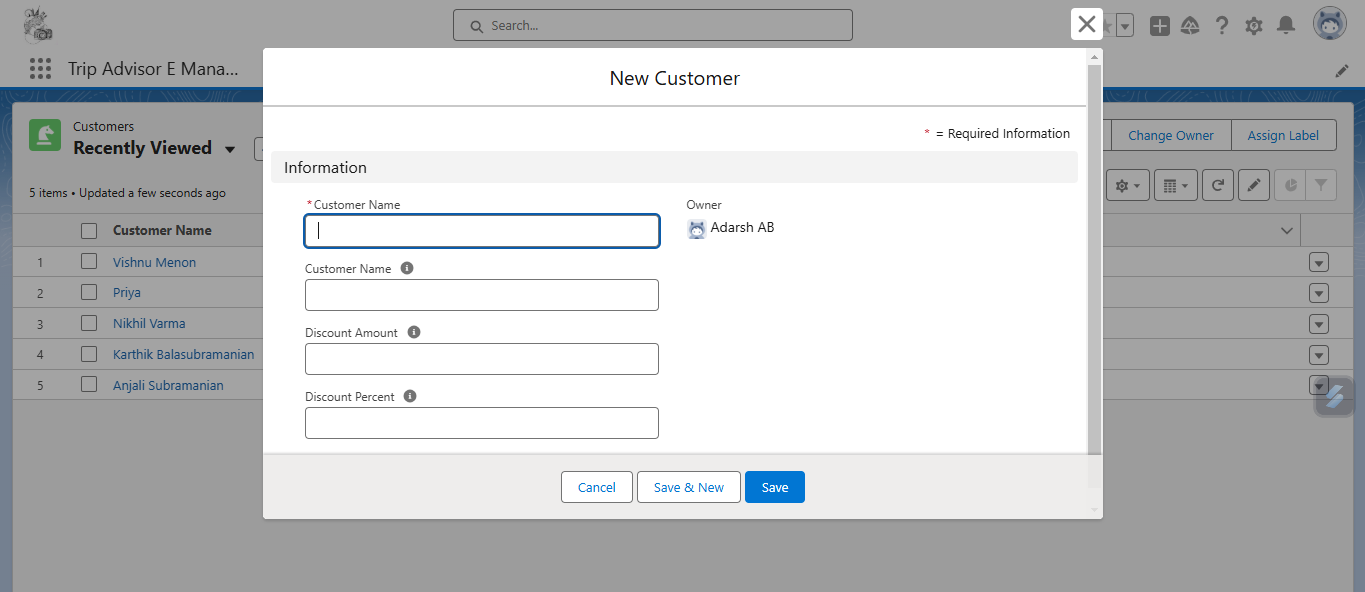 Search...
Trip Advisor E Mana...
Customers
Recently Viewed
5 items • Updated a few seconds ago
Change Owner
Assign Label
Customer Name
1 Vishnu Menon
2 Priya
3 Nikhil Varma
4 Karthik Balasubramanian
5 Anjali Subramanian
New Customer
* = Required Information
Information
*Customer Name
Owner
Adarsh AB
Customer Name
Discount Amount
Discount Percent
Cancel
Save & New
Save